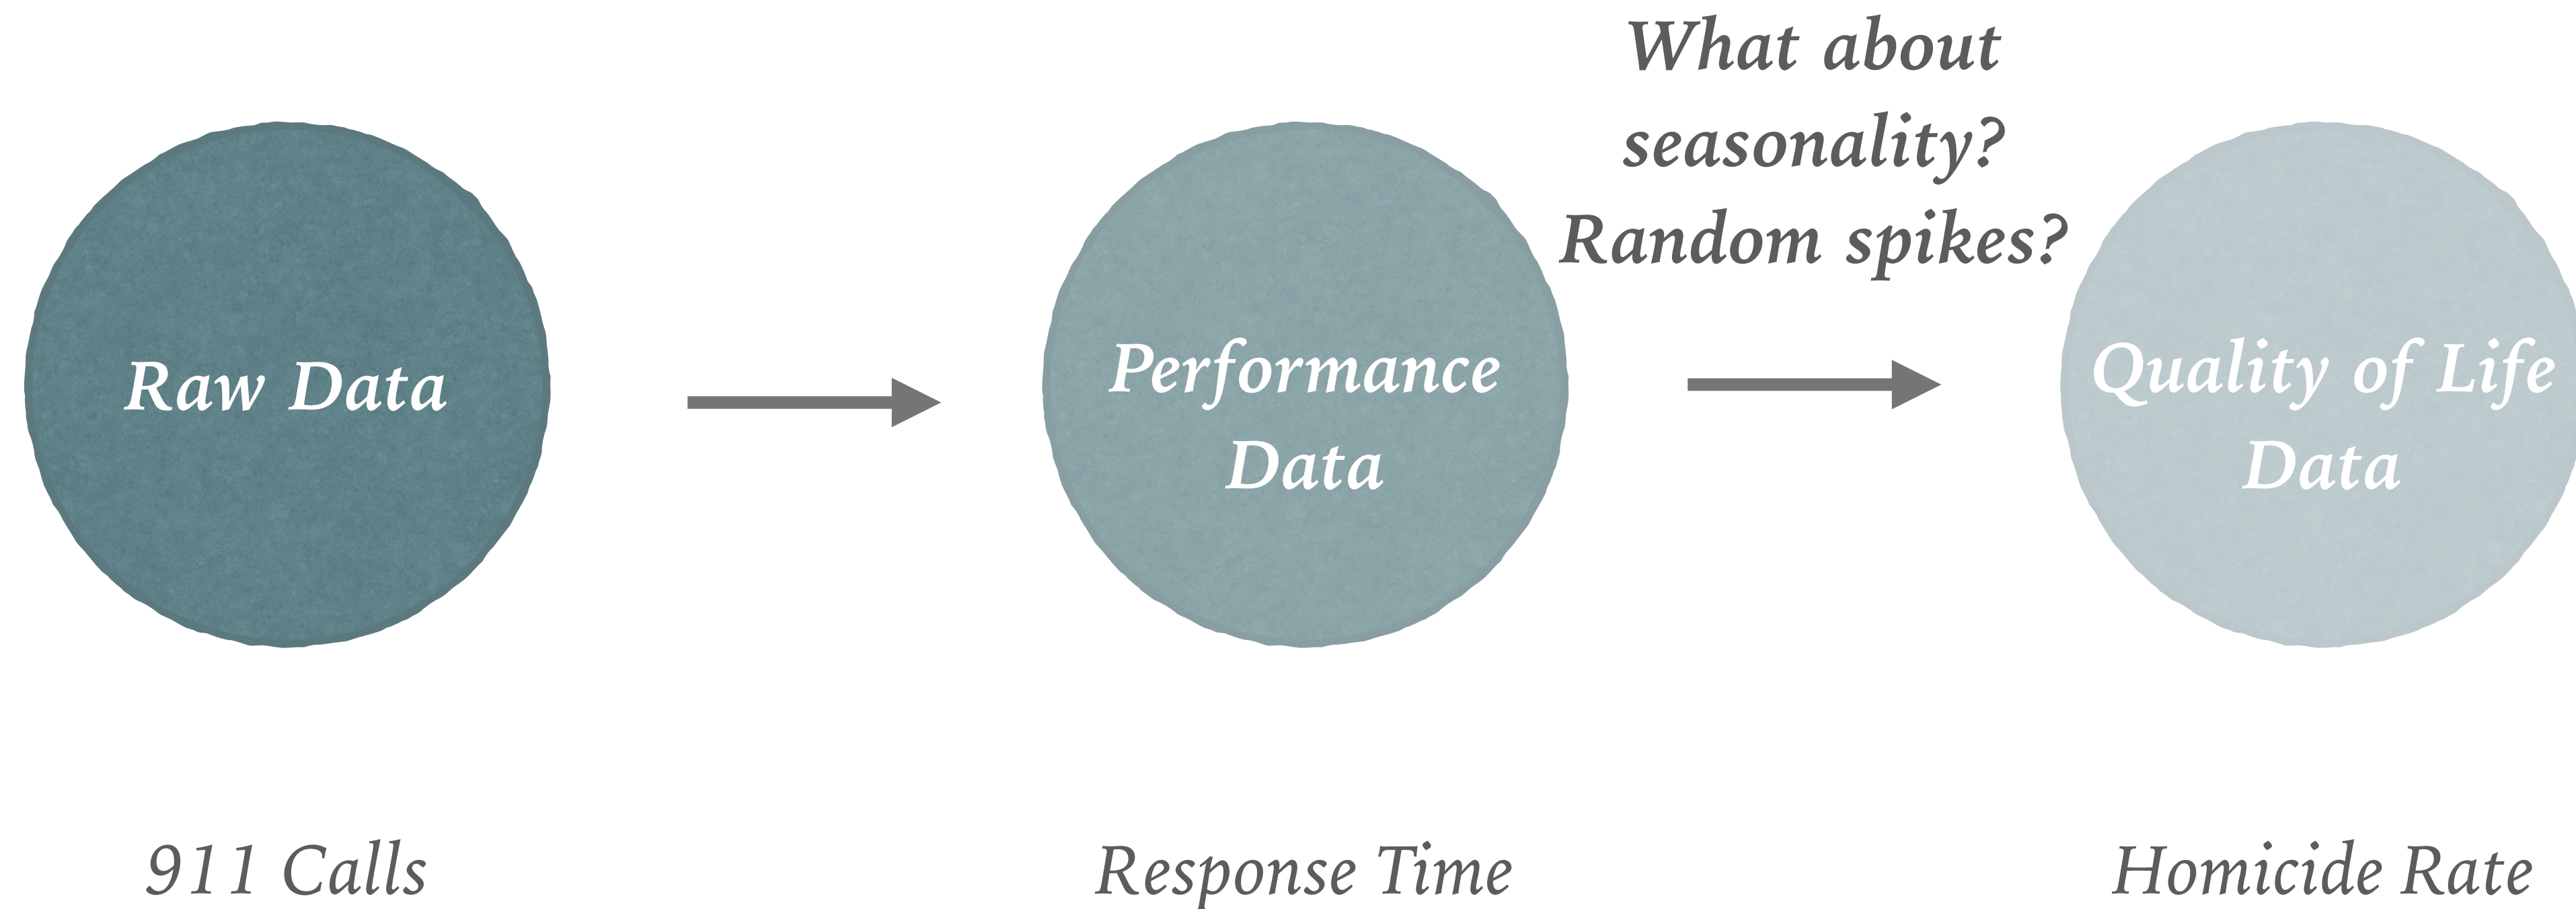 What about
seasonality?
Random spikes?
Raw Data
Performance
Data
Quality of Life
Data
911 Calls
Response Time
Homicide Rate